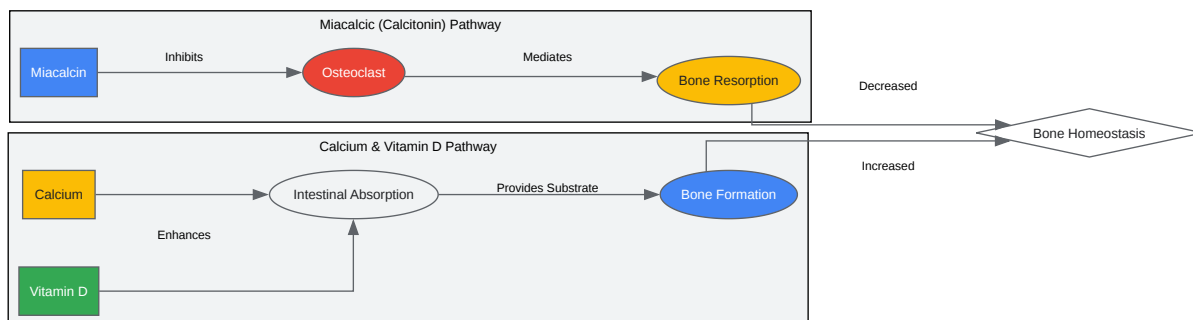 Miacalcic (Calcitonin) Pathway
Miacalcin
Inhibits
Osteoclast
Mediates
Bone Resorption
Decreased
Bone Homeostasis
Calcium & Vitamin D Pathway
Calcium
Intestinal Absorption
Provides Substrate
Bone Formation
Increased
Enhances
Vitamin D